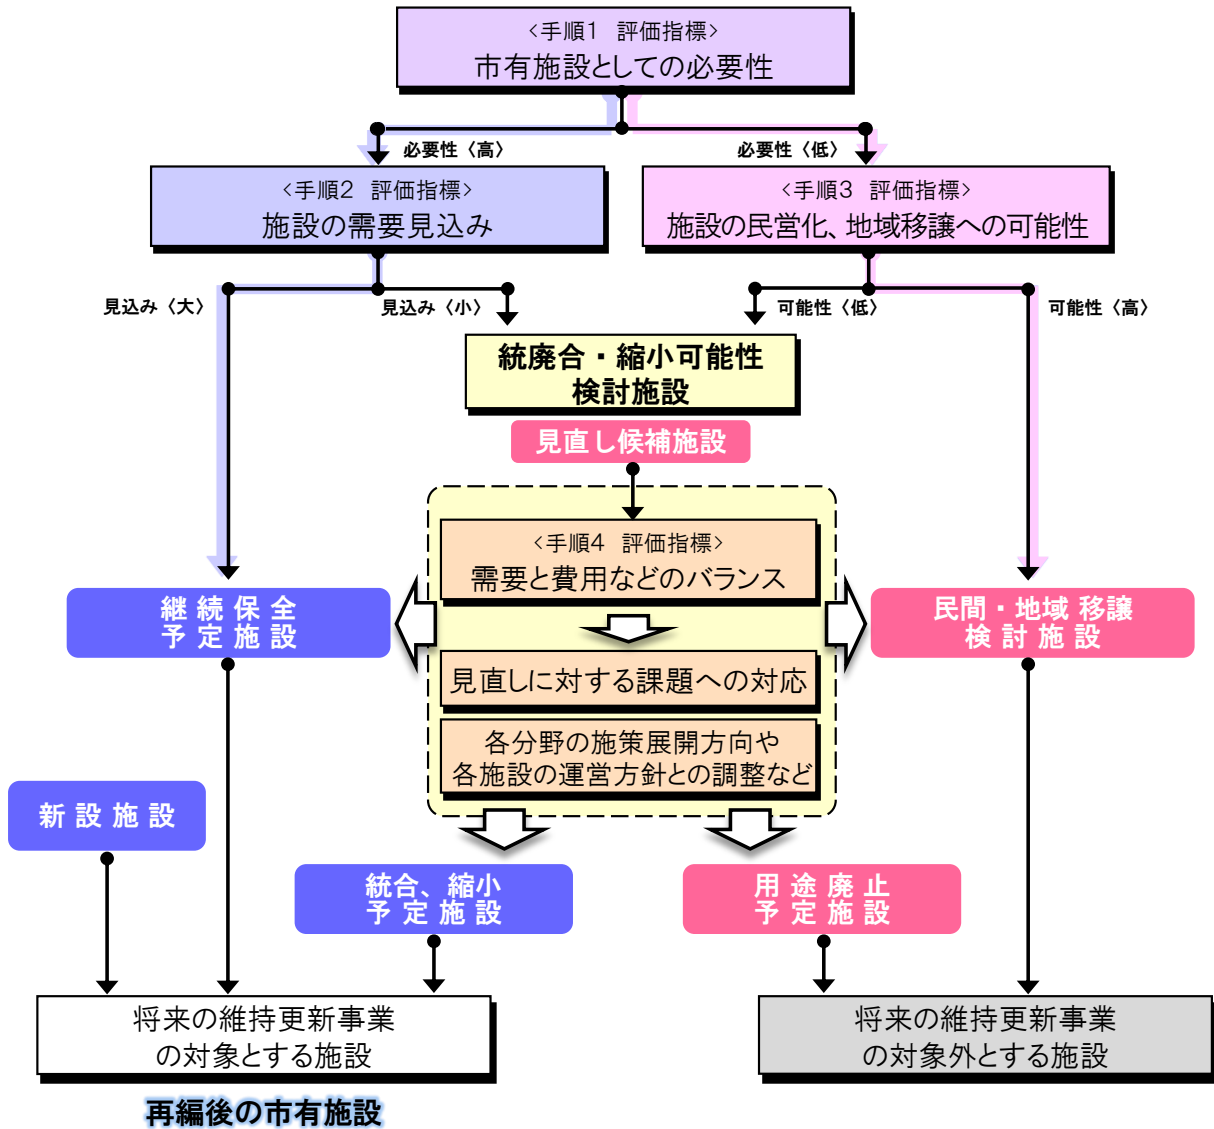 〈手順1　評価指標〉
市有施設としての必要性
必要性〈高〉
必要性〈低〉
〈手順2　評価指標〉
施設の需要見込み
〈手順3　評価指標〉
施設の民営化、地域移譲への可能性
見込み〈大〉
見込み〈小〉
可能性〈低〉
可能性〈高〉
統廃合・縮小可能性
検討施設
見直し候補施設
〈手順4　評価指標〉
需要と費用などのバランス
継続保全
予定施設
民間・地域移譲
検討施設
見直しに対する課題への対応
各分野の施策展開方向や
各施設の運営方針との調整など
新設施設
統合、縮小
予定施設
用途廃止
予定施設
将来の維持更新事業
の対象とする施設
将来の維持更新事業
の対象外とする施設
再編後の市有施設